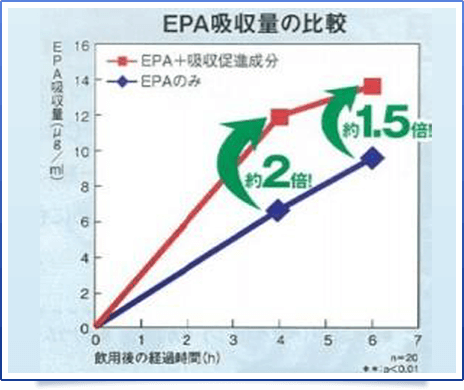 EPA吸収量の比較
EPA吸収量(μg/ml)
16
14
12
10
8
6
4
2
0
EPA+吸収促進成分
EPAのみ
約2倍!
約1.5倍!
0 1 2 3 4 5 6 7
飲用後の経過時間(h)
n=20
**:p<0.01